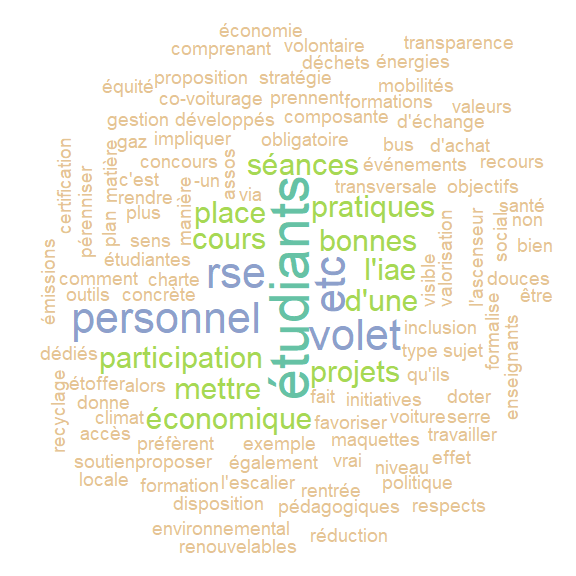 économie
comprenant volontaire transparence
déchets énergies
équité proposition stratégie mobilités
co-voiturage prennent formations valeurs
gestion développés composante d'échange
gaz impliquer obligatoire bus d'achat
certification
pérenniser
plan matière
concours séances événements recours
c'est -un assos
rendre manière via transversale objectifs
plus place étudiants pratiques santé
sens cours bonnes non
étudiantes rse etc l'iae visible valorisation l'ascenseur social bien
émissions comment charte douces
outils concrète d'une être
personnel volet inclusion formalise enseignants
dédiés participation type sujet
recyclage étoffer alors mettre projets qu'ils
donne fait initiatives doter
climat économique favoriser voiture serre
accès préfèrent exemple maquettes travailler
soutien proposer également vrai niveau effet
locale formation l'escalier rentrée politique
disposition pédagogiques respects
environnemental réduction
renouvelables